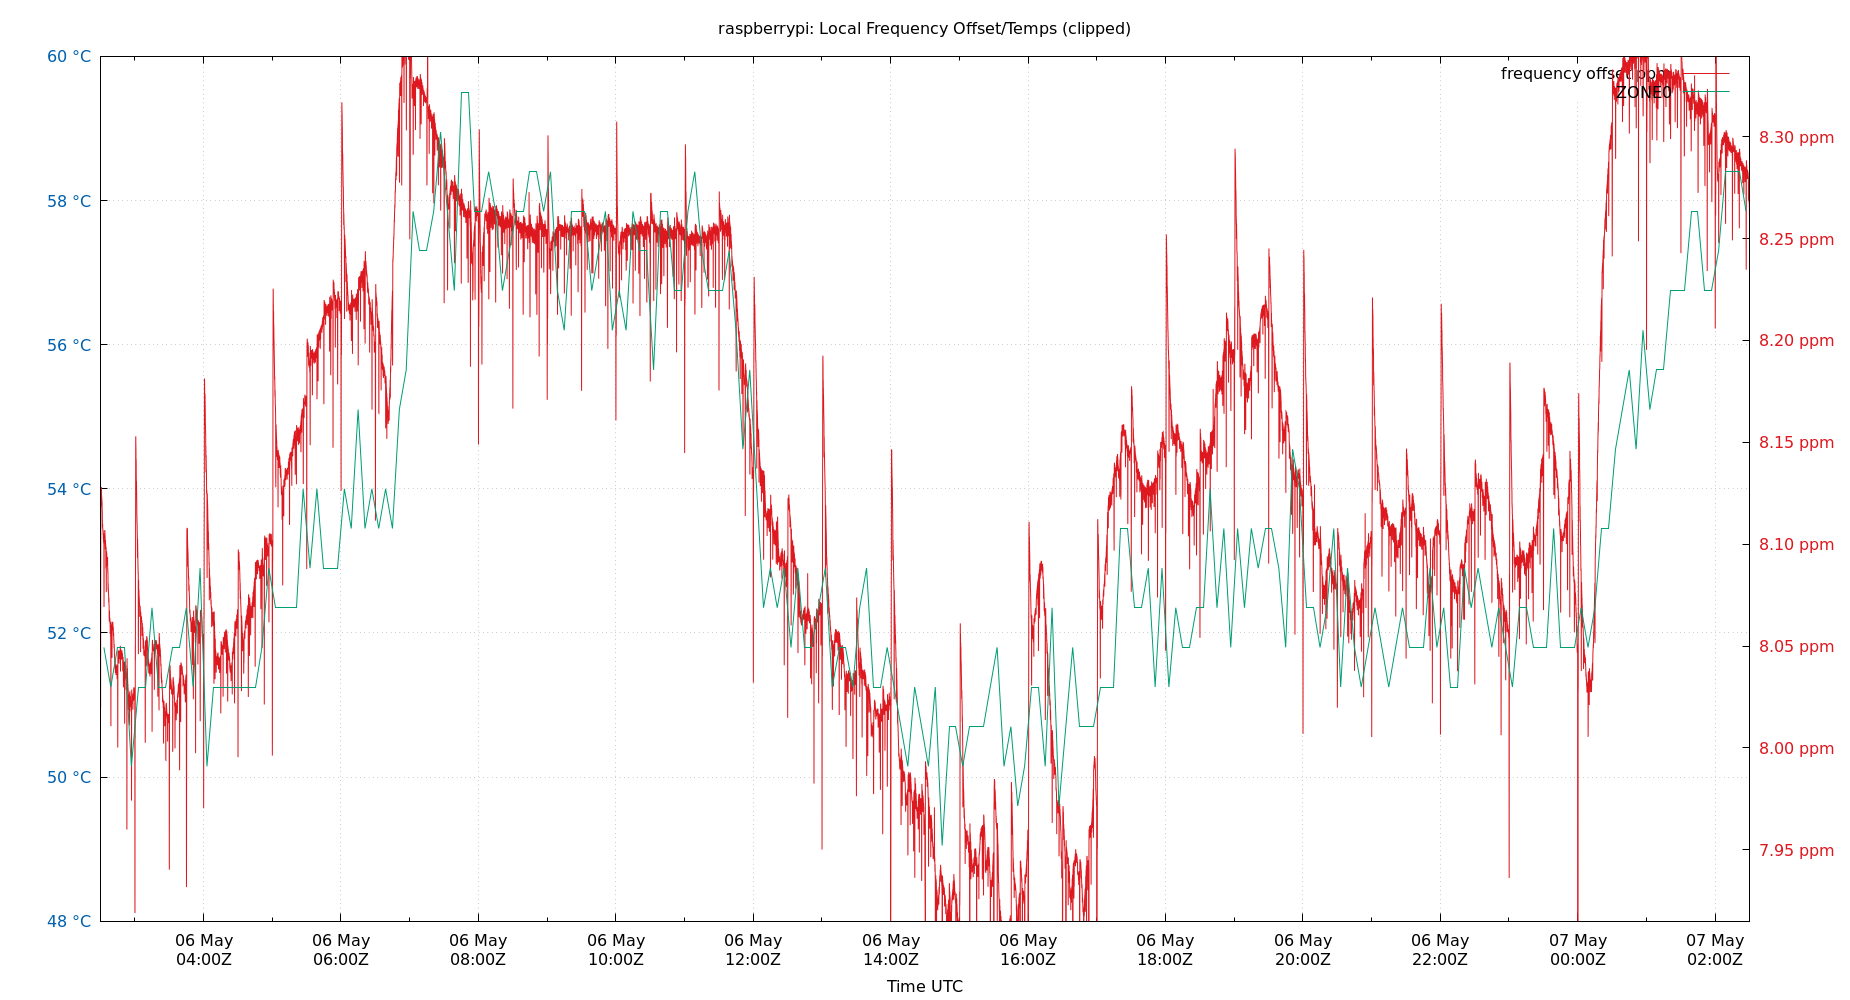 raspberrypi: Local Frequency Offset/Temps (clipped)
60 °C
58 °C
56 °C
54 °C
52 °C
50 °C
48 °C
frequency offset ppm
ZONE0
8.30 ppm
8.25 ppm
8.20 ppm
8.15 ppm
8.10 ppm
8.05 ppm
8.00 ppm
7.95 ppm
06 May 06 May 06 May 06 May 06 May 06 May 06 May 06 May 06 May 06 May 07 May 07 May
04:00Z 06:00Z 08:00Z 10:00Z 12:00Z 14:00Z 16:00Z 18:00Z 20:00Z 22:00Z 00:00Z 02:00Z
Time UTC